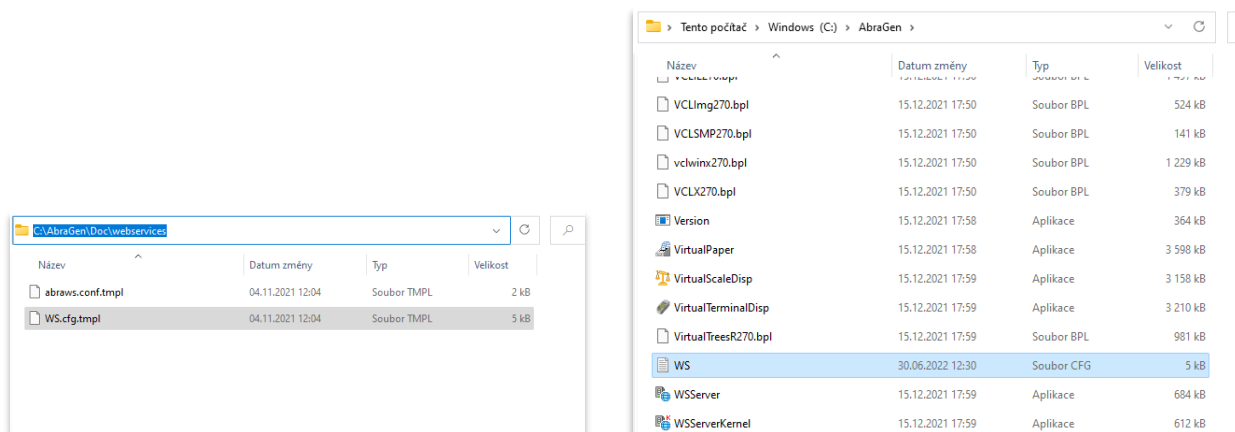 C:\AbraGen\Doc\webservices
Název Datum změny Typ Velikost
abraws.conf.tmpl 04.11.2021 12:04 Soubor TMPL 2 kB
WS.cfg.tmpl 04.11.2021 12:04 Soubor TMPL 5 kB
Tento počítač Windows (C:) AbraGen
Název Datum změny Typ Velikost
VCLImg270.bpl 15.12.2021 17:50 Soubor BPL 524 kB
VCLSMP270.bpl 15.12.2021 17:50 Soubor BPL 141 kB
vclwinx270.bpl 15.12.2021 17:50 Soubor BPL 1 229 kB
VCLX270.bpl 15.12.2021 17:50 Soubor BPL 379 kB
Version 15.12.2021 17:58 Aplikace 364 kB
VirtualPaper 15.12.2021 17:58 Aplikace 3 598 kB
VirtualScaleDisp 15.12.2021 17:59 Aplikace 3 158 kB
VirtualTerminalDisp 15.12.2021 17:59 Aplikace 3 210 kB
VirtualTreesR270.bpl 15.12.2021 17:59 Soubor BPL 981 kB
WS 30.06.2022 12:30 Soubor CFG 5 kB
WSServer 15.12.2021 17:59 Aplikace 684 kB
WSServerKernel 15.12.2021 17:59 Aplikace 612 kB